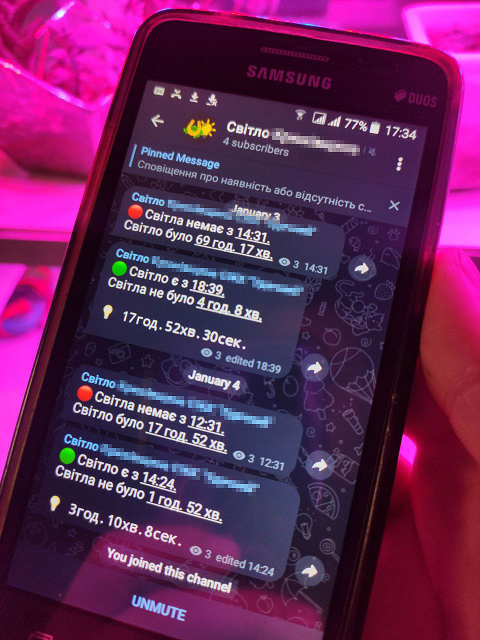 SAMSUNG
DUOS
77% 17:34
Світло
4 subscribers
Pinned Message
Сповіщення про наявність або відсутність с...
January 3
Світло
Світла немає з 14:31.
Світло було 69 год. 17 хв.
3 14:31
Світло
Світло є з 18:39.
Світла не було 4 год. 8 хв.
17год. 52хв. 30сек.
3 edited 18:39
January 4
Світло
Світла немає з 12:31.
Світло було 17 год. 52 хв.
3 12:31
Світло
Світло є з 14:24.
Світла не було 1 год. 52 хв.
3год. 10хв. 8сек.
3 edited 14:24
You joined this channel
UNMUTE